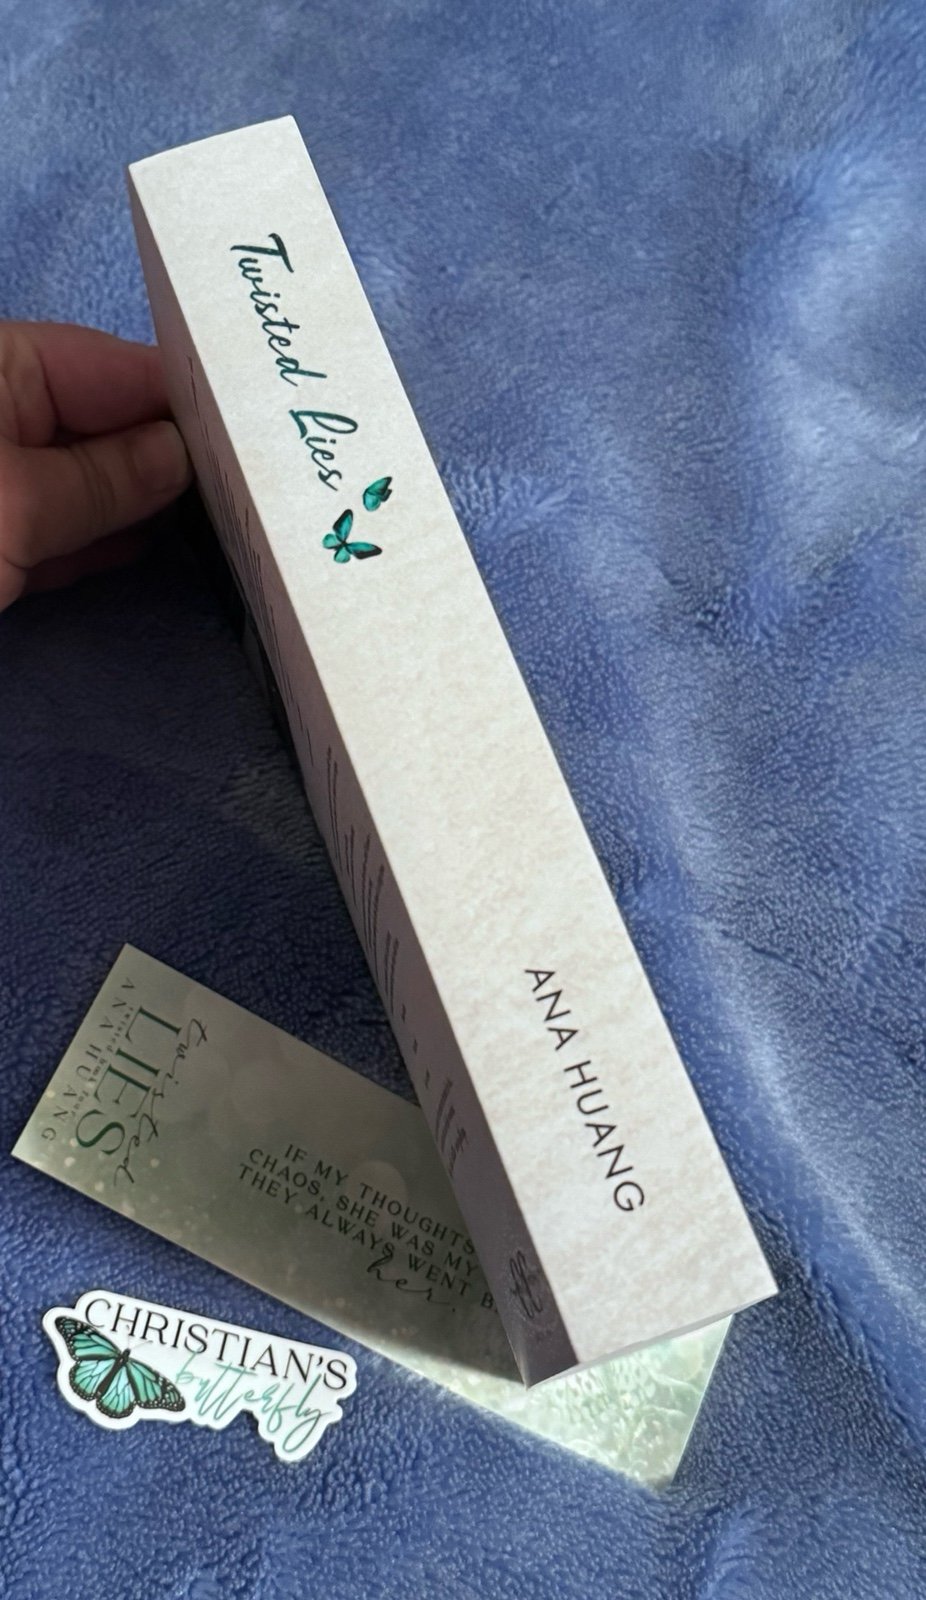 Twisted Lies
ANA HUANG
twisted
LIES
ANA HUANG
IF MY THOUGHTS
CHAOS, SHE WAS MY
THEY ALWAYS WENT
her.
CHRISTIAN'S
butterfly